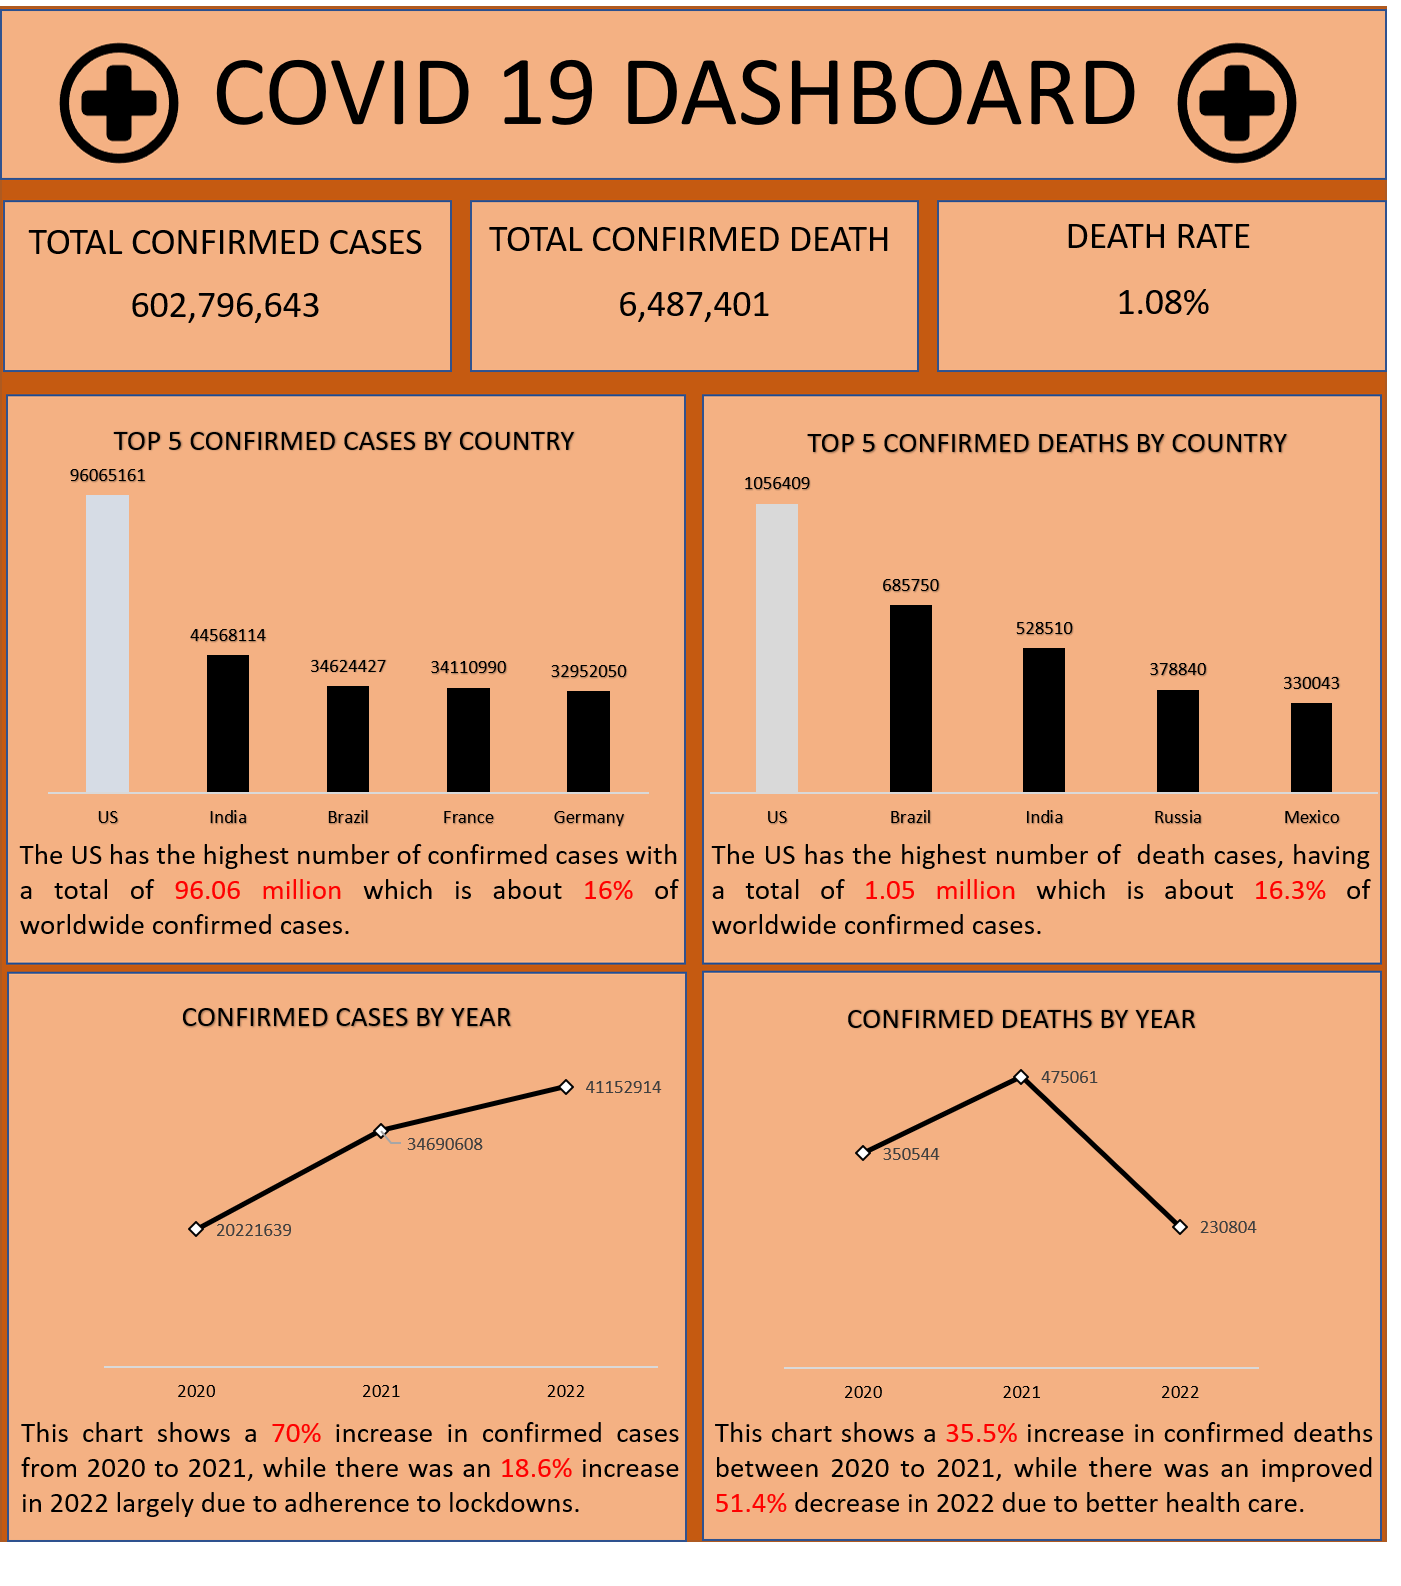 COVID 19 DASHBOARD
TOTAL CONFIRMED CASES
602,796,643
TOTAL CONFIRMED DEATH
6,487,401
DEATH RATE
1.08%
TOP 5 CONFIRMED CASES BY COUNTRY
96065161
44568114
34624427
34110990
32952050
US
India
Brazil
France
Germany
The US has the highest number of confirmed cases with
a total of 96.06 million which is about 16% of
worldwide confirmed cases.
TOP 5 CONFIRMED DEATHS BY COUNTRY
1056409
685750
528510
378840
330043
US
Brazil
India
Russia
Mexico
The US has the highest number of death cases, having
a total of 1.05 million which is about 16.3% of
worldwide confirmed cases.
CONFIRMED CASES BY YEAR
41152914
34690608
20221639
2020
2021
2022
This chart shows a 70% increase in confirmed cases
from 2020 to 2021, while there was an 18.6% increase
in 2022 largely due to adherence to lockdowns.
CONFIRMED DEATHS BY YEAR
475061
350544
230804
2020
2021
2022
This chart shows a 35.5% increase in confirmed deaths
between 2020 to 2021, while there was an improved
51.4% decrease in 2022 due to better health care.